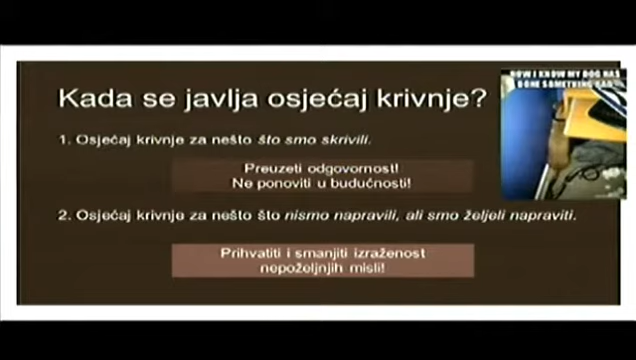 Kada se javlja osjećaj krivnje?
HOW I KNOW MY DOG HAS
DONE SOMETHING BAD
1. Osjećaj krivnje za nešto što smo skrivili.
Preuzeti odgovornost!
Ne ponoviti u budućnosti!
2. Osjećaj krivnje za nešto što nismo napravili, ali smo željeli napraviti.
Prihvatiti i smanjiti izraženost
nepoželjnjih misli!